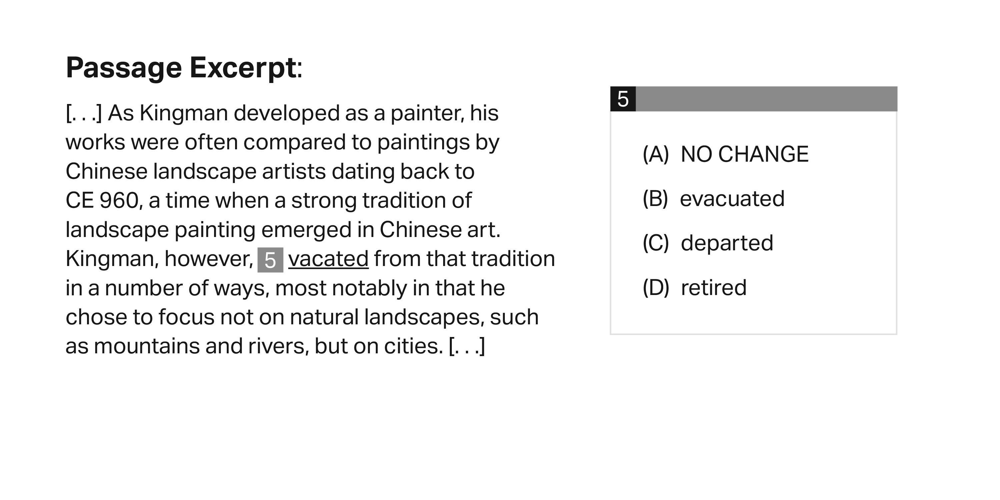 Passage Excerpt:
[. . .] As Kingman developed as a painter, his
works were often compared to paintings by
Chinese landscape artists dating back to
CE 960, a time when a strong tradition of
landscape painting emerged in Chinese art.
Kingman, however, 5 vacated from that tradition
in a number of ways, most notably in that he
chose to focus not on natural landscapes, such
as mountains and rivers, but on cities. [. . .]
5
(A) NO CHANGE
(B) evacuated
(C) departed
(D) retired